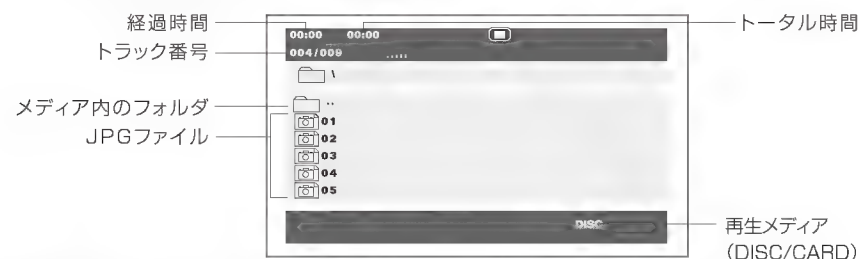 経過時間
トータル時間
00:00 00:00
トラック番号
004/009 .....
\
メディア内のフォルダ
..
JPGファイル
01
02
03
04
05
DISC
再生メディア
(DISC/CARD)